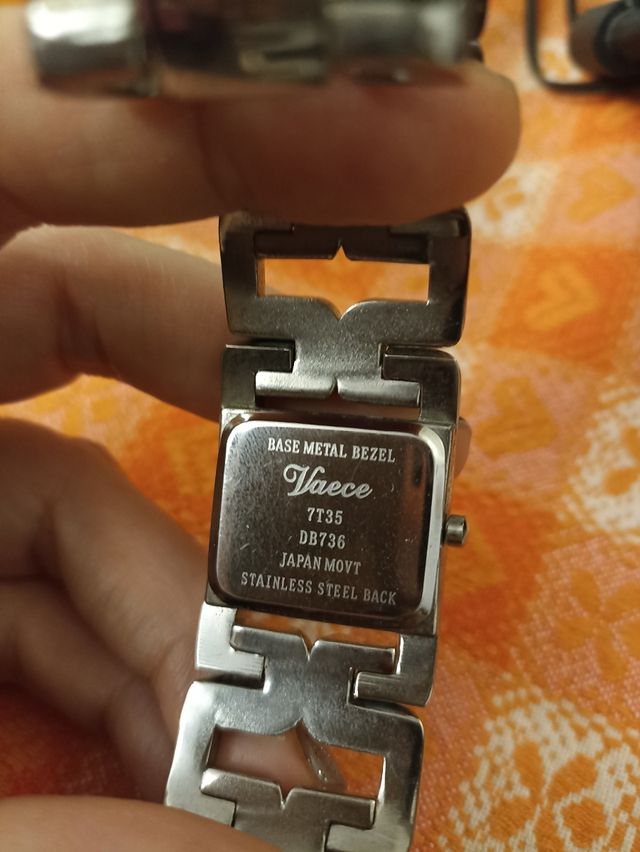 BASE METAL BEZEL
Vaece
7T35
DB736
JAPAN MOVT
STAINLESS STEEL BACK